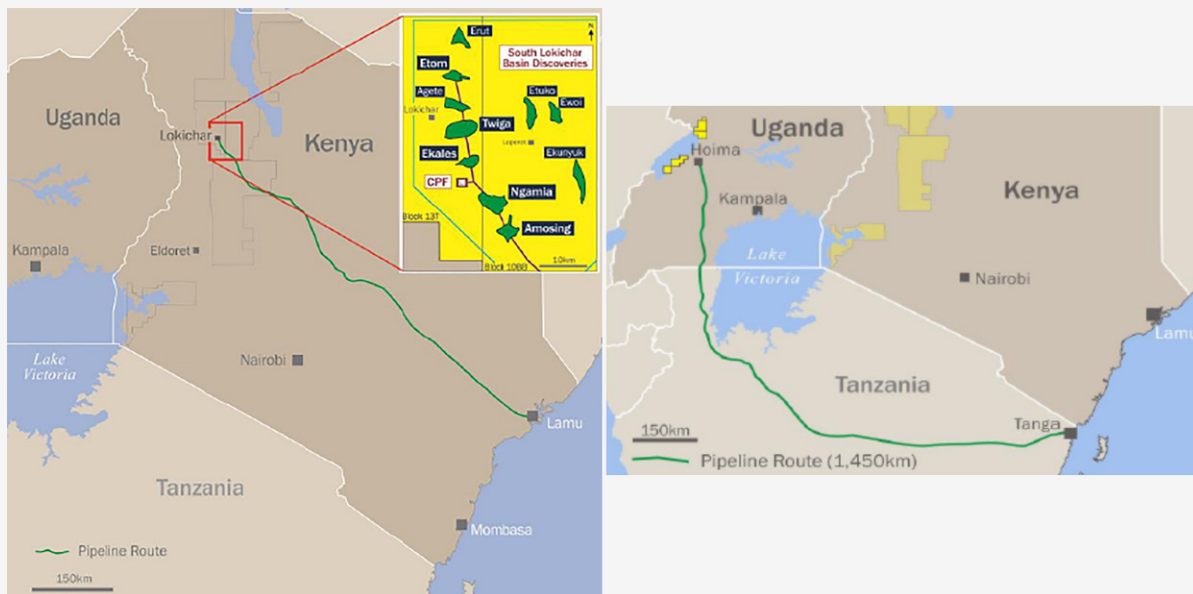 Uganda
Lokichar
Kenya
Kampala
Eldoret
Lake
Victoria
Nairobi
Lamu
Tanzania
Mombasa
Pipeline Route
150km
Erut
N
South Lokichar
Basin Discoveries
Etom
Agete
Lokichar
Etuko
Ewoi
Twiga
Ekales
Ekunyuk
CPF
Ngamia
Amosing
Block 13T
Block 10BB
10km
Uganda
Hoima
Kampala
Kenya
Lake
Victoria
Nairobi
Lamu
Tanzania
Tanga
150km
Pipeline Route (1,450km)